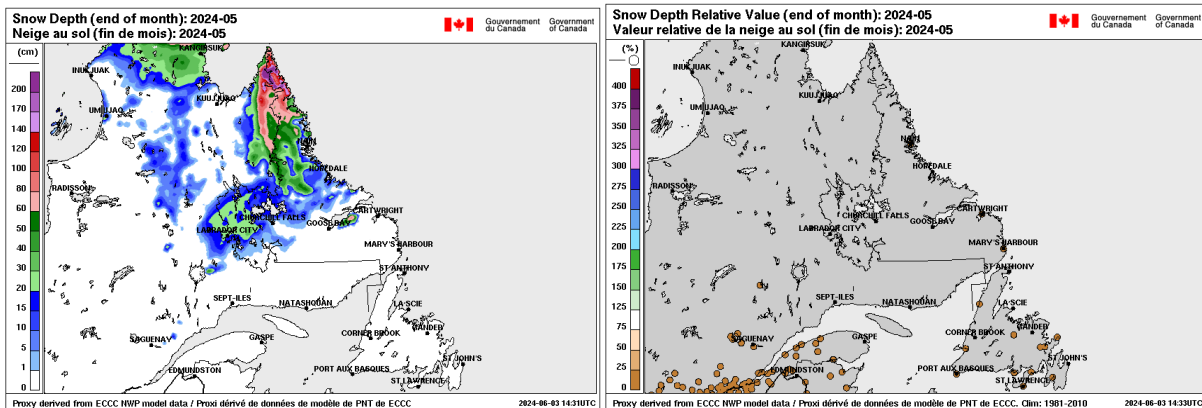 Snow Depth (end of month): 2024-05
Neige au sol (fin de mois): 2024-05
Gouvernement du Canada
Government of Canada
(cm)
200
170
140
120
100
80
60
50
40
30
20
15
10
5
1
0
KANGIRSUK
INUKJUAK
KUUJJUAQ
UMIUJAQ
NAIN
HOPEDALE
RADISSON
CARTWRIGHT
CHURCHILL FALLS
GOOSE BAY
LABRADOR CITY
MARY'S HARBOUR
ST ANTHONY
SEPT-ILES
NATASHQUAN
LA SCIE
GANDER
SAGUENAY
GASPE
CORNER BROOK
ST JOHN'S
EDMUNDSTON
PORT AUX BASQUES
ST LAWRENCE
Proxy derived from ECCC NWP model data / Proxi dérivé de données de modèle de PNT de ECCC
2024-06-03 14:31UTC
Snow Depth Relative Value (end of month): 2024-05
Valeur relative de la neige au sol (fin de mois): 2024-05
Gouvernement du Canada
Government of Canada
(%)
400
375
350
325
300
275
250
225
200
175
150
125
100
75
50
25
0
KANGIRSUK
INUKJUAK
KUUJJUAQ
UMIUJAQ
NAIN
HOPEDALE
RADISSON
CARTWRIGHT
CHURCHILL FALLS
GOOSE BAY
LABRADOR CITY
MARY'S HARBOUR
ST ANTHONY
SEPT-ILES
NATASHQUAN
LA SCIE
GANDER
SAGUENAY
GASPE
CORNER BROOK
ST JOHN'S
EDMUNDSTON
PORT AUX BASQUES
ST LAWRENCE
Proxy derived from ECCC NWP model data / Proxi dérivé de données de modèle de PNT de ECCC. Clim: 1981-2010
2024-06-03 14:33UTC